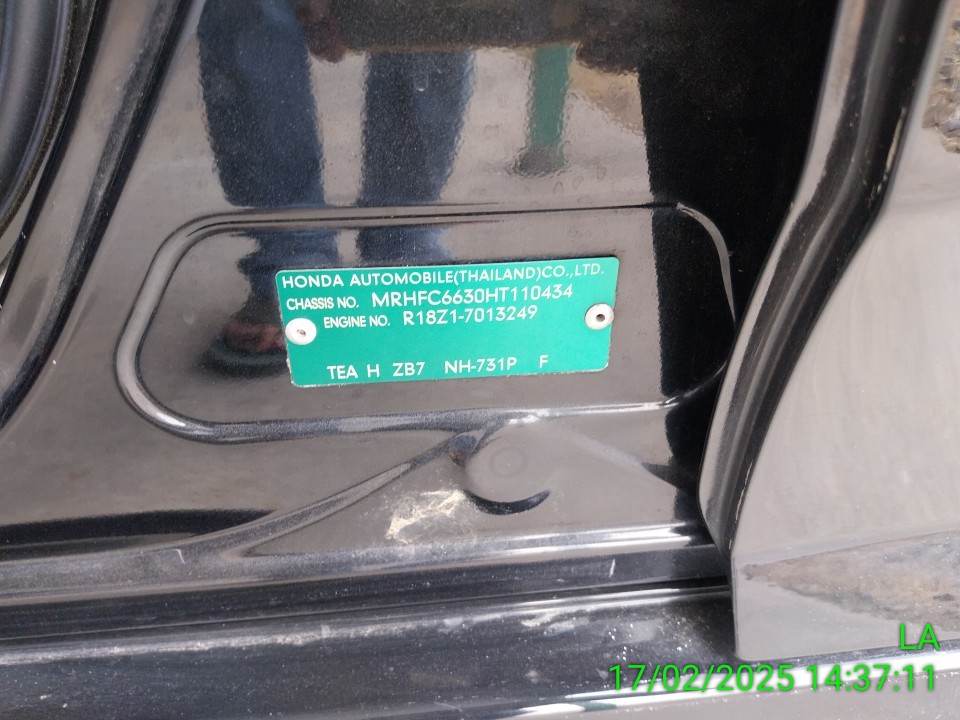 HONDA AUTOMOBILE(THAILAND)CO.,LTD.
CHASSIS NO. MRHFC6630HT110434
ENGINE NO. R18Z1-7013249
TEA H ZB7 NH-731P F
LA
17/02/2025 14:37:11